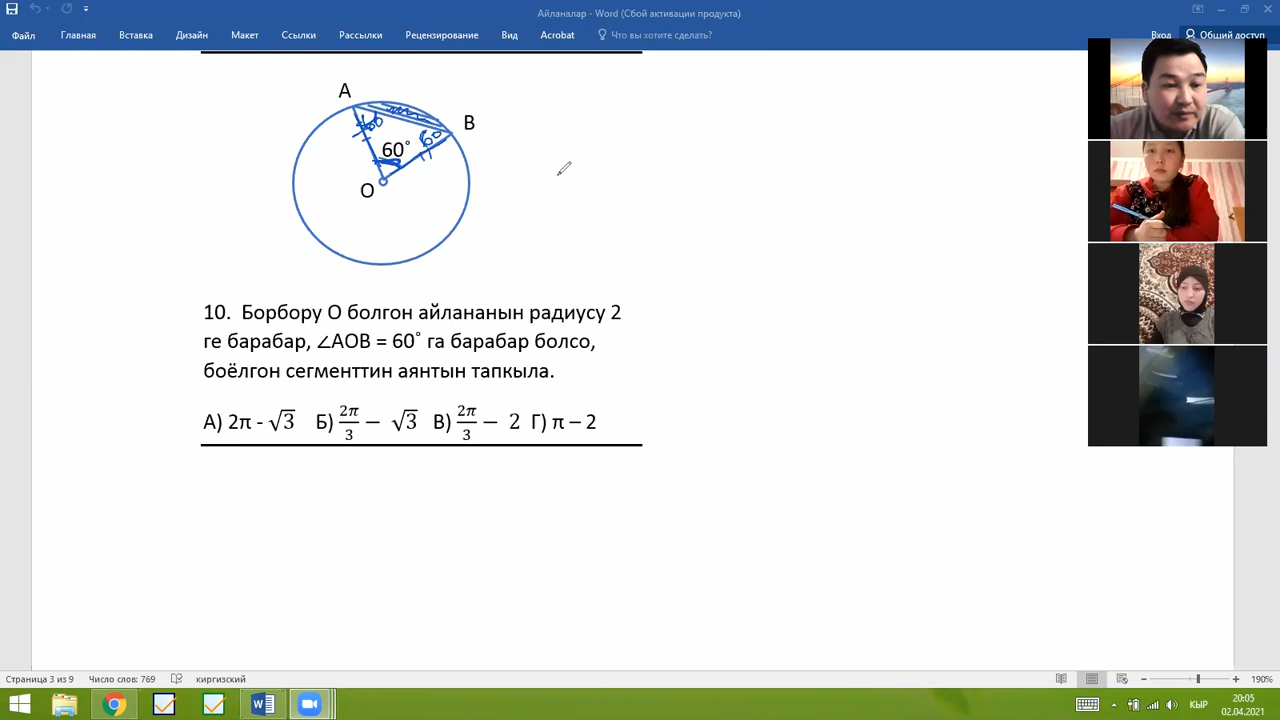 Айланалар - Word (Сбой активации продукта)
Файл Главная Вставка Дизайн Макет Ссылки Рассылки Рецензирование Вид Acrobat Что вы хотите сделать? Вход Общий доступ
A
B
60
60
60˚
O
10. Борбору О болгон айлананын радиусу 2
ге барабар, ∠АОВ = 60˚ га барабар болсо,
боёлгон сегменттин аянтын тапкыла.
А) 2π - √3 Б) 2π/3 − √3 В) 2π/3 − 2 Г) π – 2
Страница 3 из 9 Число слов: 769 киргизский 190%
КЫР
20:05
02.04.2021